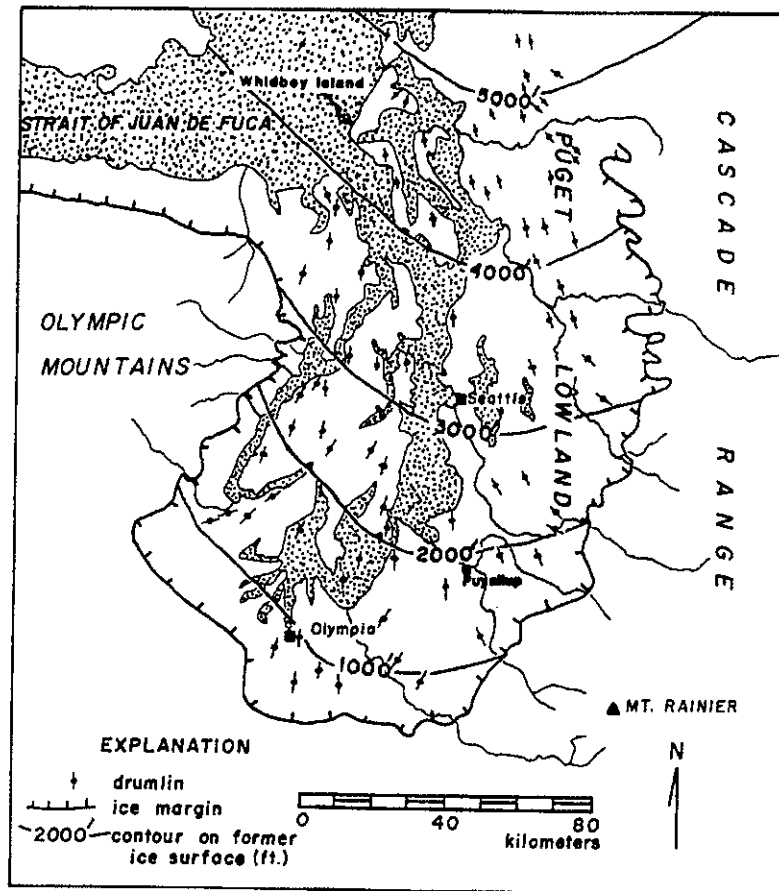 Whidbey Island
5000'
STRAIT OF JUAN DE FUCA
CASCADE
RANGE
PUGET
LOWLAND
4000'
OLYMPIC
MOUNTAINS
Seattle
3000'
2000'
Puyallup
Olympia
1000'
MT. RAINIER
EXPLANATION
drumlin
ice margin
2000' contour on former
ice surface (ft.)
N
0 40 80
kilometers